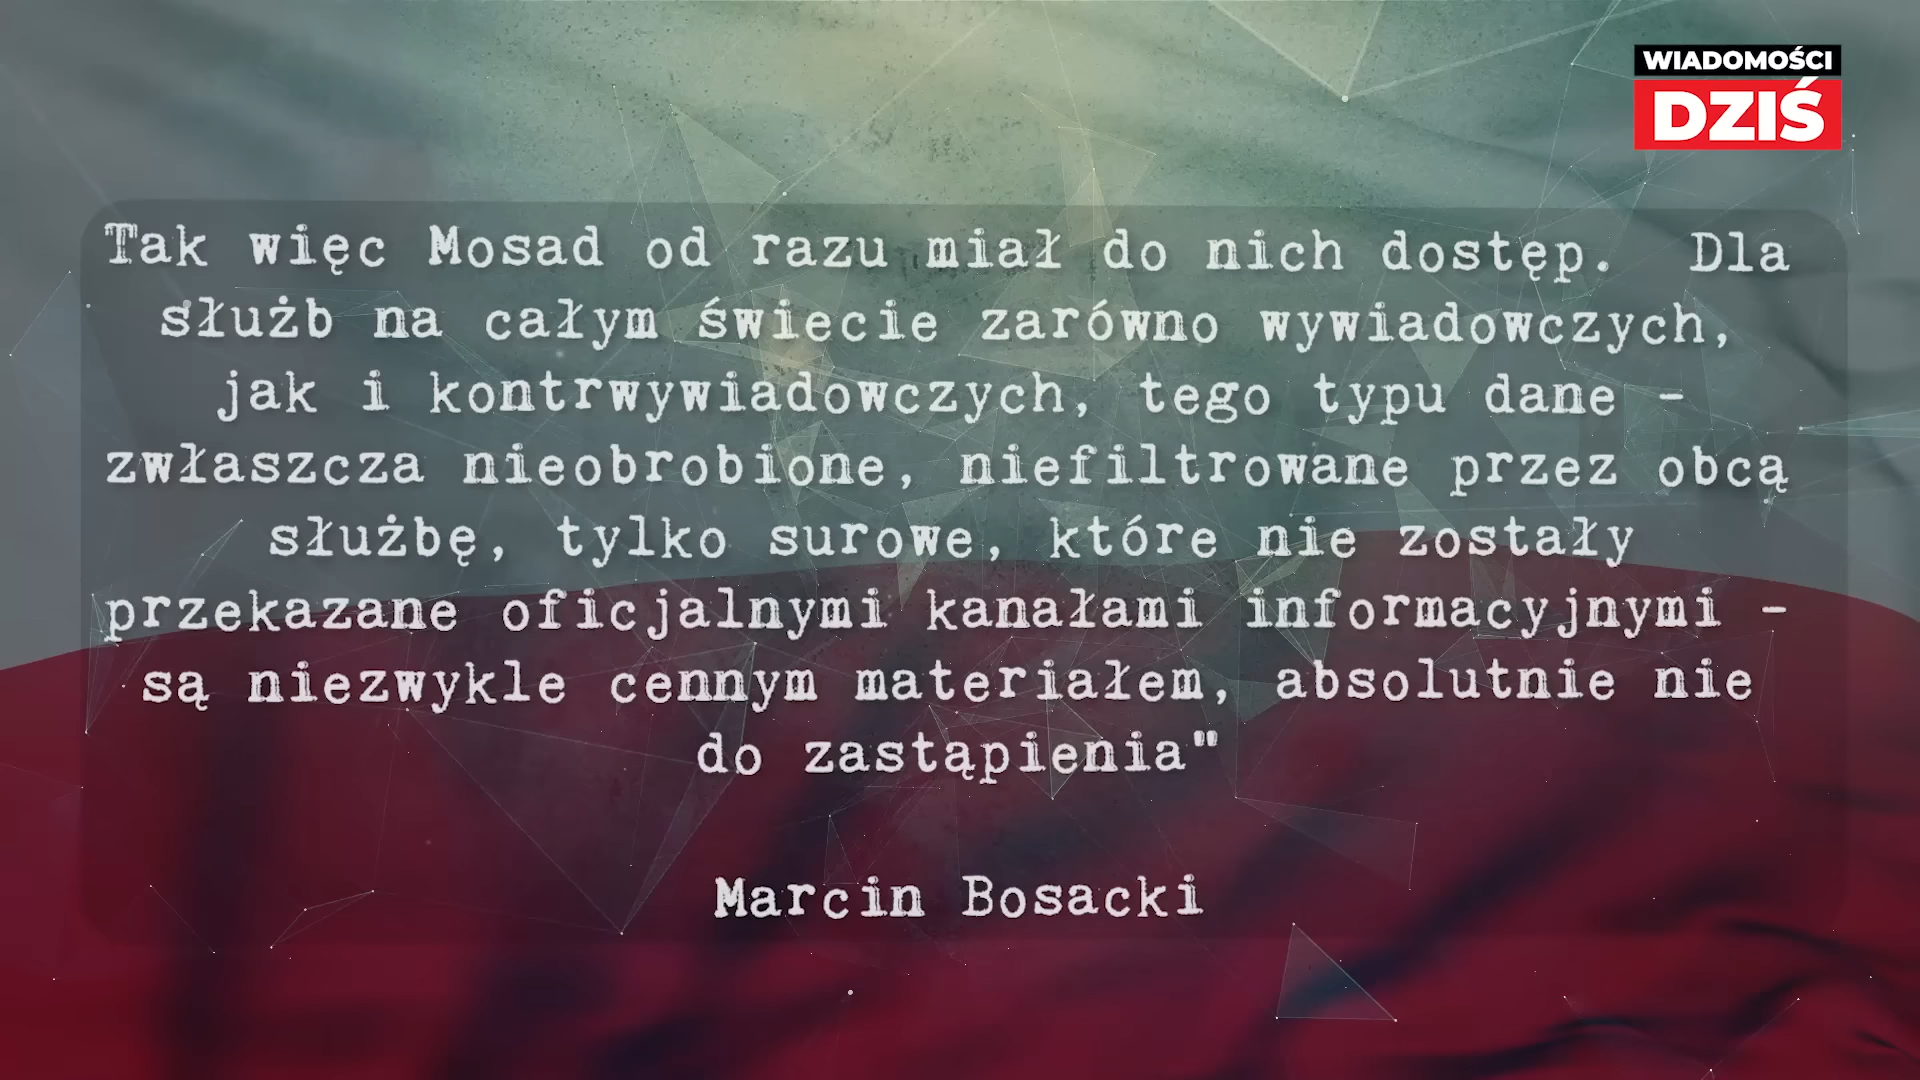 WIADOMOŚCI
DZIŚ
Tak więc Mosad od razu miał do nich dostęp. Dla
służb na całym świecie zarówno wywiadowczych,
jak i kontrwywiadowczych, tego typu dane -
zwłaszcza nieobrobione, niefiltrowane przez obcą
służbę, tylko surowe, które nie zostały
przekazane oficjalnymi kanałami informacyjnymi -
są niezwykle cennym materiałem, absolutnie nie
do zastąpienia"
Marcin Bosacki